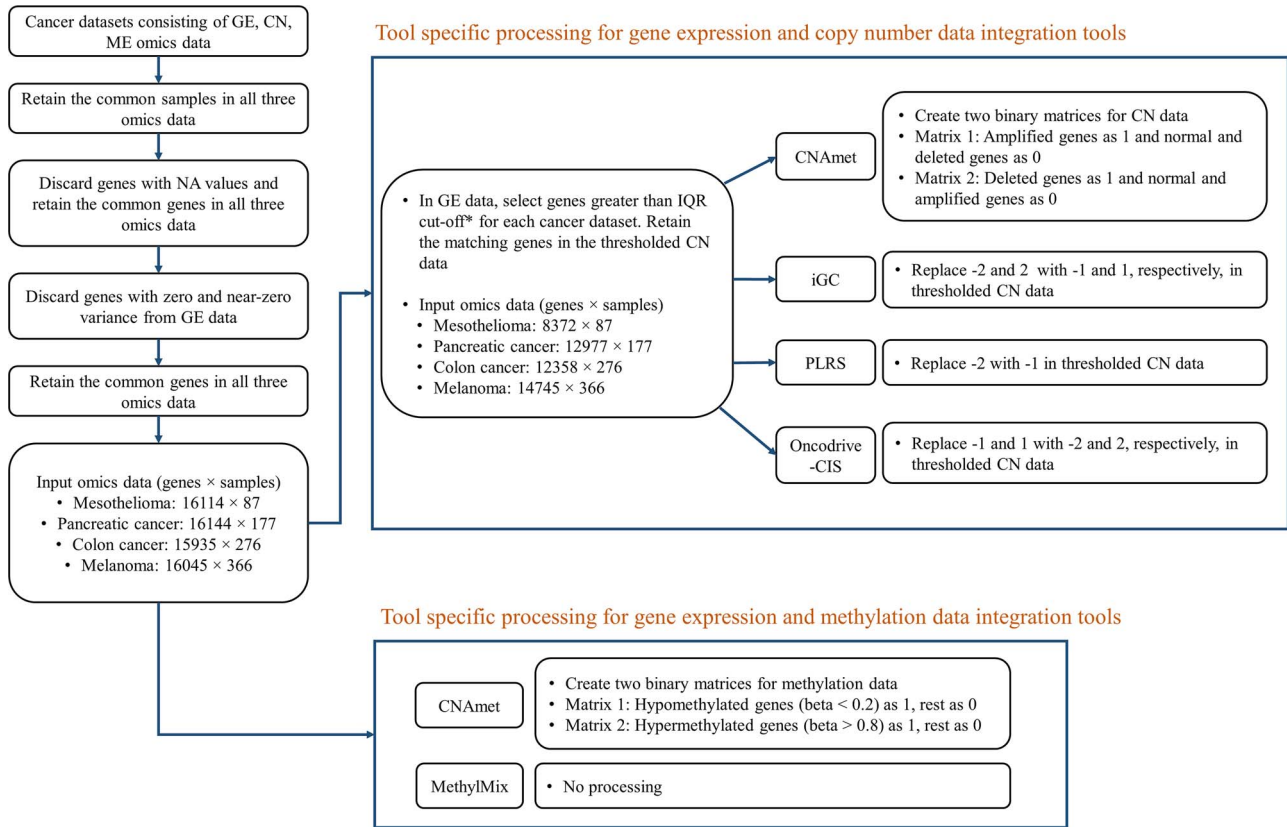 Cancer datasets consisting of GE, CN,
ME omics data
Retain the common samples in all three
omics data
Discard genes with NA values and
retain the common genes in all three
omics data
Discard genes with zero and near-zero
variance from GE data
Retain the common genes in all three
omics data
Input omics data (genes × samples)
• Mesothelioma: 16114 × 87
• Pancreatic cancer: 16144 × 177
• Colon cancer: 15935 × 276
• Melanoma: 16045 × 366
Tool specific processing for gene expression and copy number data integration tools
• In GE data, select genes greater than IQR
cut-off* for each cancer dataset. Retain
the matching genes in the thresholded CN
data
• Input omics data (genes × samples)
• Mesothelioma: 8372 × 87
• Pancreatic cancer: 12977 × 177
• Colon cancer: 12358 × 276
• Melanoma: 14745 × 366
CNAmet
• Create two binary matrices for CN data
• Matrix 1: Amplified genes as 1 and normal and
deleted genes as 0
• Matrix 2: Deleted genes as 1 and normal and
amplified genes as 0
iGC
• Replace -2 and 2 with -1 and 1, respectively, in
thresholded CN data
PLRS
• Replace -2 with -1 in thresholded CN data
Oncodrive
-CIS
• Replace -1 and 1 with -2 and 2, respectively, in
thresholded CN data
Tool specific processing for gene expression and methylation data integration tools
CNAmet
• Create two binary matrices for methylation data
• Matrix 1: Hypomethylated genes (beta < 0.2) as 1, rest as 0
• Matrix 2: Hypermethylated genes (beta > 0.8) as 1, rest as 0
MethylMix
• No processing